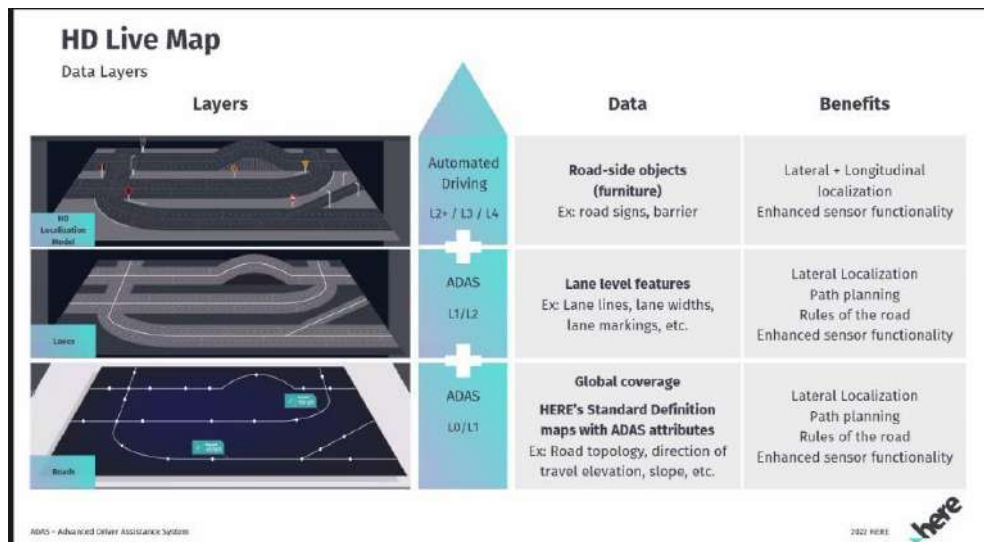 HD Live Map
Data Layers
Layers
Data
Benefits
HD
Localization
Model
Automated
Driving
L2+ / L3 / L4
Road-side objects
(furniture)
Ex: road signs, barrier
Lateral + Longitudinal
localization
Enhanced sensor functionality
Lanes
ADAS
L1/L2
Lane level features
Ex: Lane lines, lane widths,
lane markings, etc.
Lateral Localization
Path planning
Rules of the road
Enhanced sensor functionality
Roads
ADAS
L0/L1
Global coverage
HERE's Standard Definition
maps with ADAS attributes
Ex: Road topology, direction of
travel elevation, slope, etc.
Lateral Localization
Path planning
Rules of the road
Enhanced sensor functionality
ADAS – Advanced Driver Assistance System
2022 HERE
here